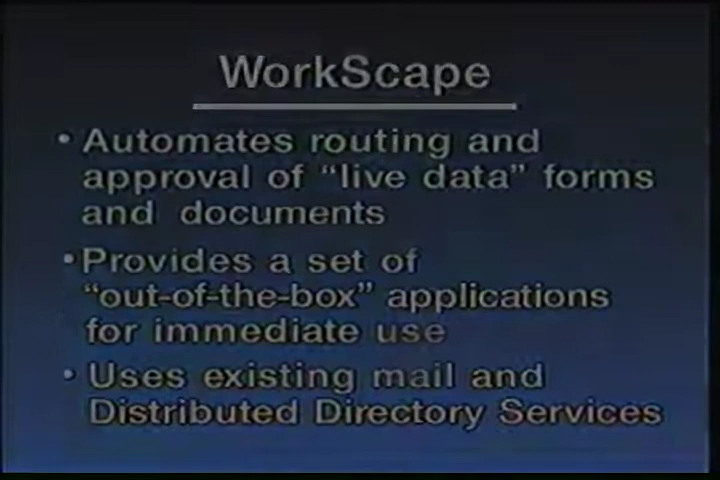 WorkScape
• Automates routing and
approval of “live data” forms
and documents
• Provides a set of
“out-of-the-box” applications
for immediate use
• Uses existing mail and
Distributed Directory Services